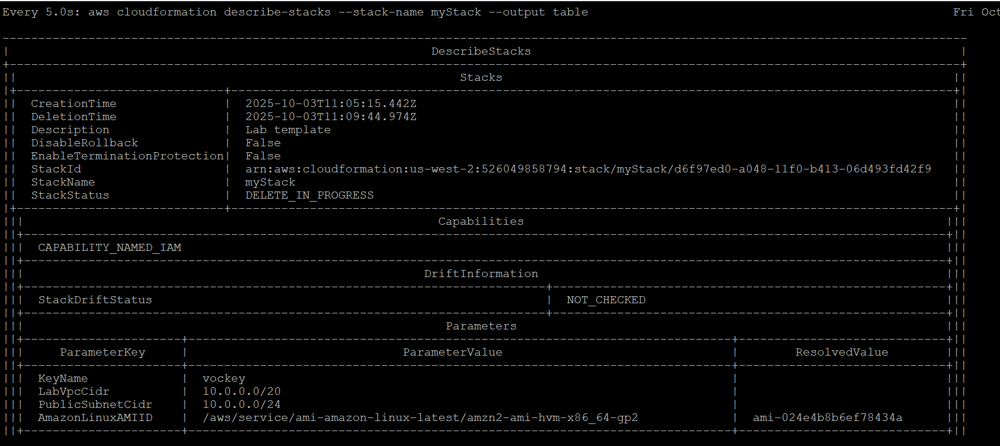 Every 5.0s: aws cloudformation describe-stacks --stack-name myStack --output table Fri Oct
DescribeStacks
Stacks
CreationTime | 2025-10-03T11:05:15.442Z
DeletionTime | 2025-10-03T11:09:44.974Z
Description | Lab template
DisableRollback | False
EnableTerminationProtection| False
StackId | arn:aws:cloudformation:us-west-2:526049858794:stack/myStack/d6f97ed0-a048-11f0-b413-06d493fd42f9
StackName | myStack
StackStatus | DELETE_IN_PROGRESS
Capabilities
CAPABILITY_NAMED_IAM
DriftInformation
StackDriftStatus | NOT_CHECKED
Parameters
ParameterKey | ParameterValue | ResolvedValue
KeyName | vockey |
LabVpcCidr | 10.0.0.0/20 |
PublicSubnetCidr | 10.0.0.0/24 |
AmazonLinuxAMIID | /aws/service/ami-amazon-linux-latest/amzn2-ami-hvm-x86_64-gp2 | ami-024e4b8b6ef78434a